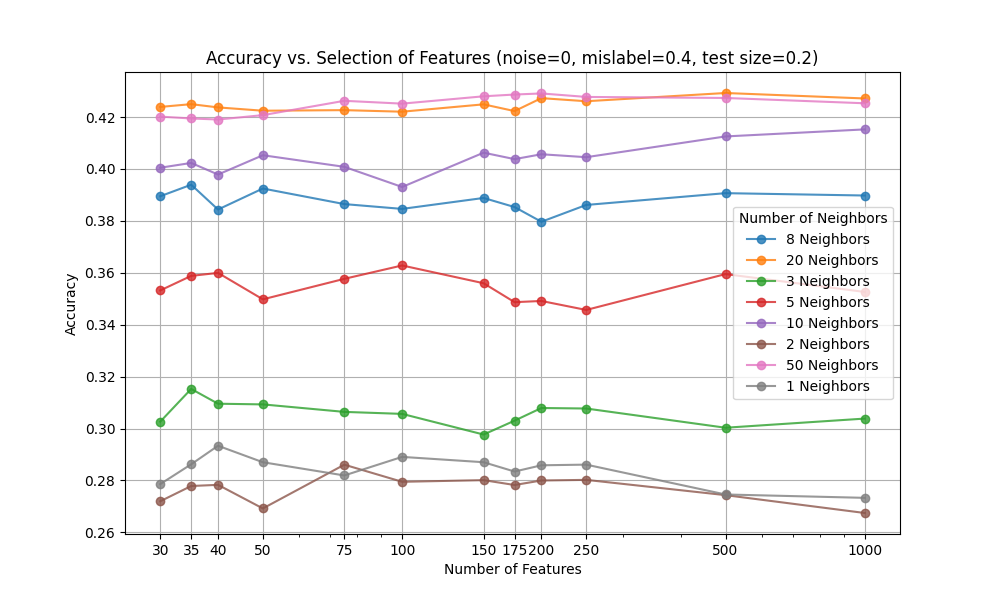 Accuracy vs. Selection of Features (noise=0, mislabel=0.4, test size=0.2)
Accuracy
0.42
0.40
0.38
0.36
0.34
0.32
0.30
0.28
0.26
Number of Neighbors
8 Neighbors
20 Neighbors
3 Neighbors
5 Neighbors
10 Neighbors
2 Neighbors
50 Neighbors
1 Neighbors
30 35 40 50 75 100 150 175 200 250 500 1000
Number of Features